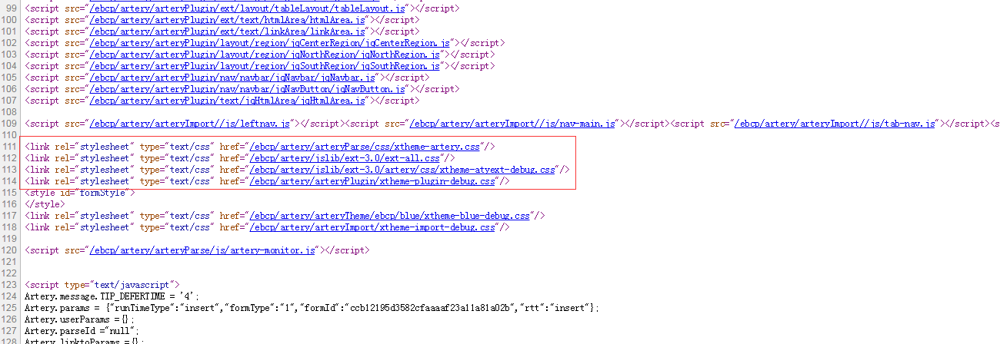 99 <script src="/ebcp/artery/arteryPlugin/ext/layout/tableLayout/tableLayout.js"></script>
100 <script src="/ebcp/artery/arteryPlugin/ext/text/htmlArea/htmlArea.js"></script>
101 <script src="/ebcp/artery/arteryPlugin/ext/text/linkArea/linkArea.js"></script>
102 <script src="/ebcp/artery/arteryPlugin/layout/region/jqCenterRegion/jqCenterRegion.js"></script>
103 <script src="/ebcp/artery/arteryPlugin/layout/region/jqNorthRegion/jqNorthRegion.js"></script>
104 <script src="/ebcp/artery/arteryPlugin/layout/region/jqSouthRegion/jqSouthRegion.js"></script>
105 <script src="/ebcp/artery/arteryPlugin/nav/navbar/jqNavbar/jqNavbar.js"></script>
106 <script src="/ebcp/artery/arteryPlugin/nav/navbar/jqNavButton/jqNavButton.js"></script>
107 <script src="/ebcp/artery/arteryPlugin/text/jqHtmlArea/jqHtmlArea.js"></script>
108
109 <script src="/ebcp/artery/arteryImport//js/leftnav.js"></script><script src="/ebcp/artery/arteryImport//js/nav-main.js"></script><script src="/ebcp/artery/arteryImport//js/tab-nav.js"></script><s
110
111 <link rel="stylesheet" type="text/css" href="/ebcp/artery/arteryParse/css/xtheme-artery.css"/>
112 <link rel="stylesheet" type="text/css" href="/ebcp/artery/jslib/ext-3.0/ext-all.css"/>
113 <link rel="stylesheet" type="text/css" href="/ebcp/artery/jslib/ext-3.0/artery/css/xtheme-atyext-debug.css"/>
114 <link rel="stylesheet" type="text/css" href="/ebcp/artery/arteryPlugin/xtheme-plugin-debug.css"/>
115 <style id="formStyle">
116 </style>
117 <link rel="stylesheet" type="text/css" href="/ebcp/artery/arteryTheme/ebcp/blue/xtheme-blue-debug.css"/>
118 <link rel="stylesheet" type="text/css" href="/ebcp/artery/arteryImport/xtheme-import-debug.css"/>
119
120 <script src="/ebcp/artery/arteryParse/js/artery-monitor.js"></script>
121
122
123 <script type="text/javascript">
124 Artery.message.TIP_DEFERTIME = '4';
125 Artery.params = {"runTimeType":"insert","formType":"1","formId":"ccb12195d3582cfaaaaf23a11a81a02b","rtt":"insert"};
126 Artery.userParams ={};
127 Artery.parseId ="null";
128 Artery.linktoParams ={};